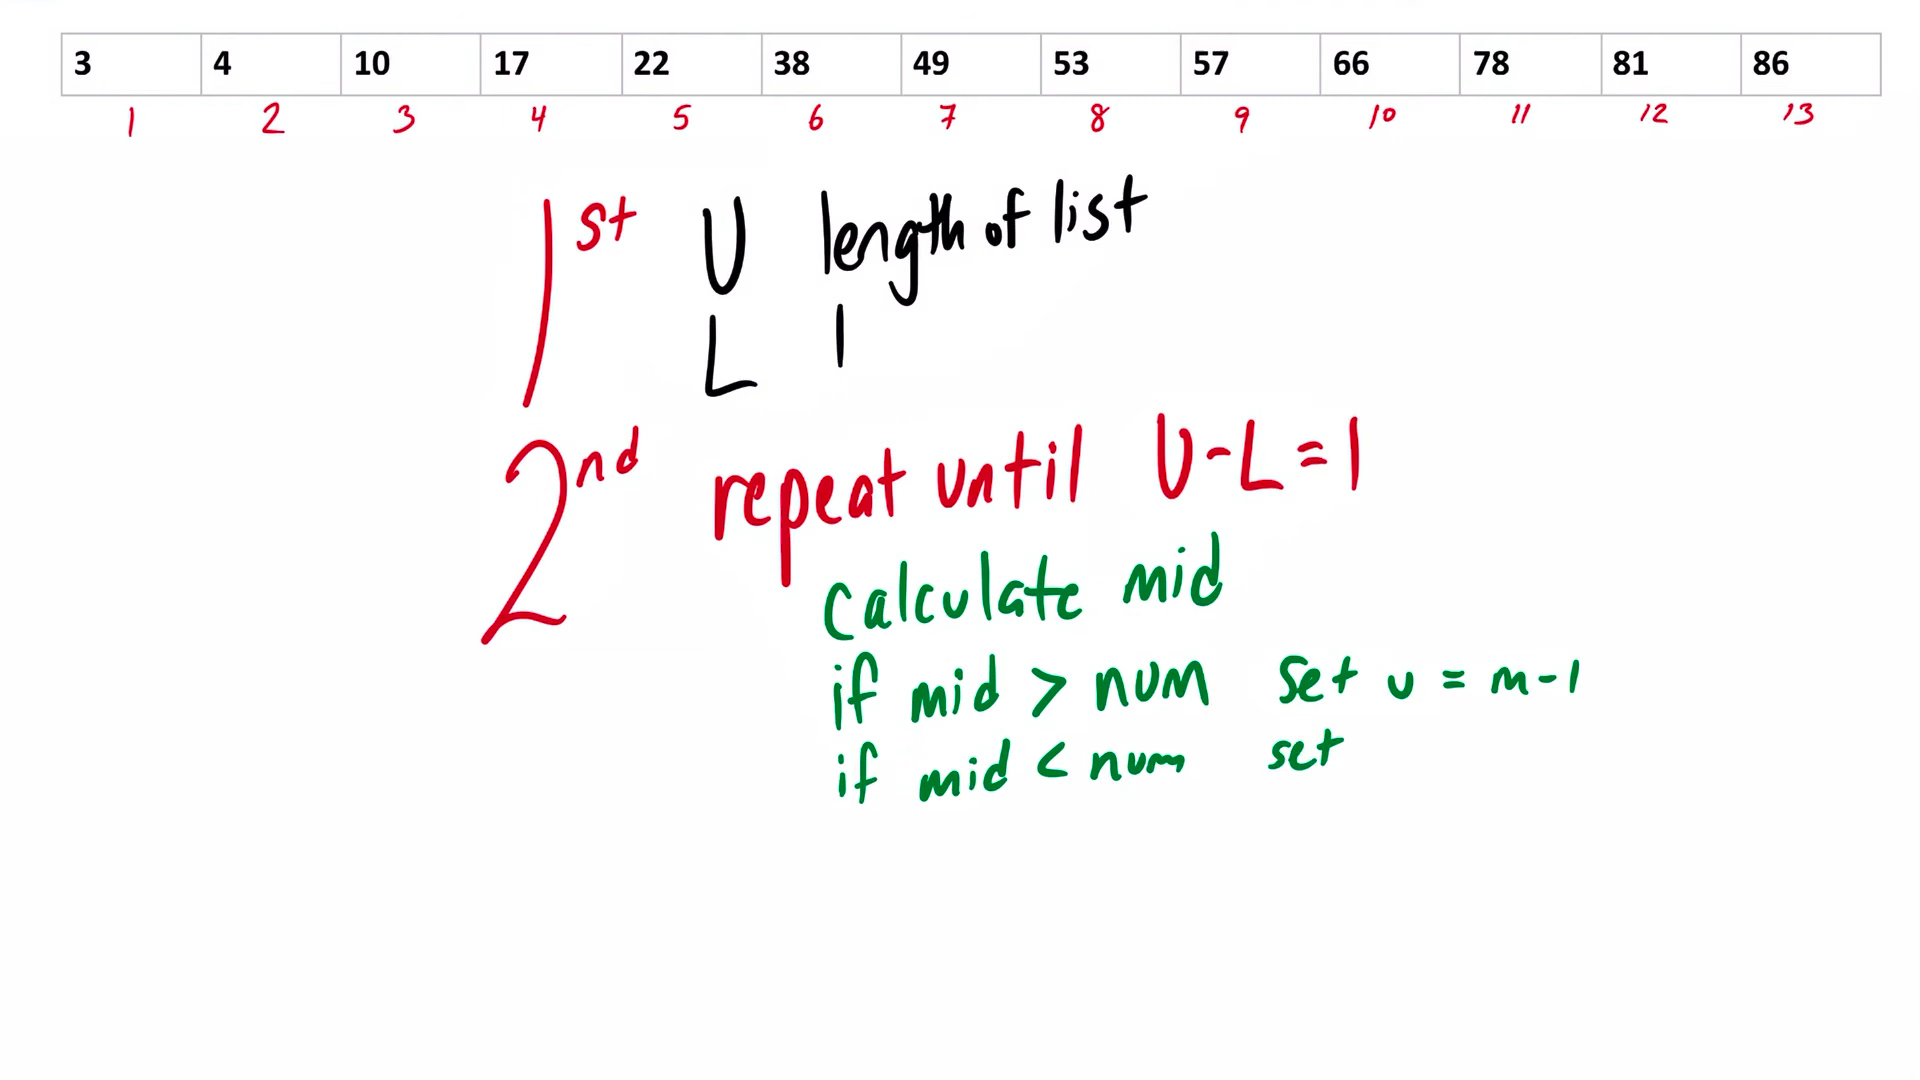 3 4 10 17 22 38 49 53 57 66 78 81 86
1 2 3 4 5 6 7 8 9 10 11 12 13
1st U length of list
L 1
2nd repeat until U-L=1
calculate mid
if mid > num set u = m-1
if mid < num set